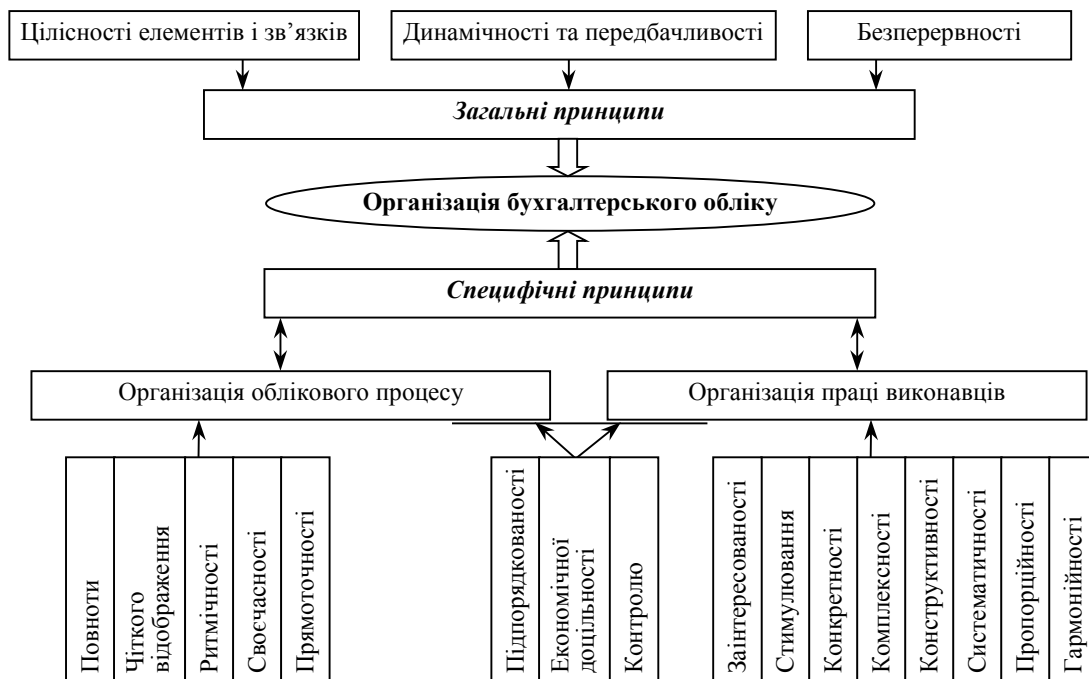 Цілісності елементів і зв’язків
Динамічності та передбачливості
Безперервності
Загальні принципи
Організація бухгалтерського обліку
Специфічні принципи
Організація облікового процесу
Організація праці виконавців
Повноти
Чіткого
відображення
Ритмічності
Своєчасності
Прямоточності
Підпорядкованості
Економічної
доцільності
Контролю
Заінтересованості
Стимулювання
Конкретності
Комплексності
Конструктивності
Систематичності
Пропорційності
Гармонійності